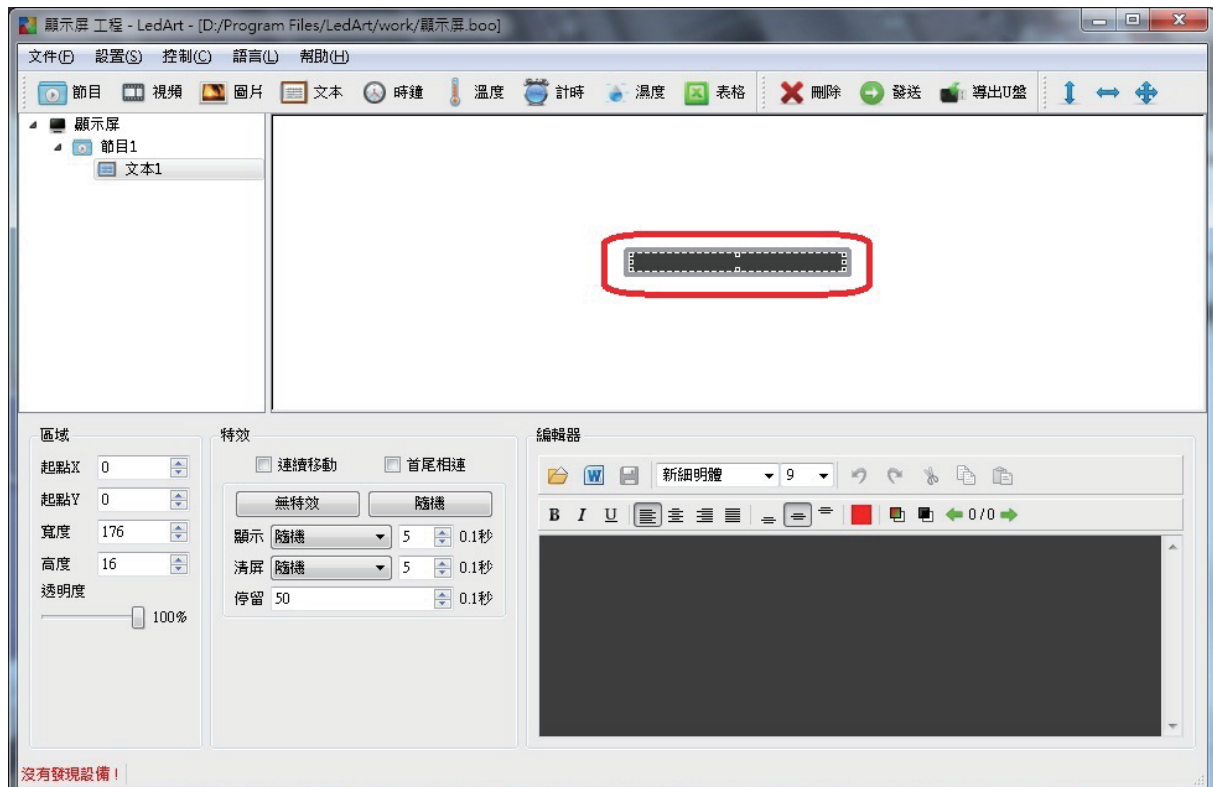 顯示屏 工程 - LedArt - [D:/Program Files/LedArt/work/顯示屏.boo]
文件(F) 設置(S) 控制(C) 語言(L) 幫助(H)
節目 視頻 圖片 文本 時鐘 溫度 計時 濕度 表格 刪除 發送 導出U盤
顯示屏
節目1
文本1
區域
起點X 0
起點Y 0
寬度 176
高度 16
透明度
100%
特效
連續移動 首尾相連
無特效 隨機
顯示 隨機 5 0.1秒
清屏 隨機 5 0.1秒
停留 50 0.1秒
編輯器
新細明體 9
B I U 0/0
沒有發現設備！